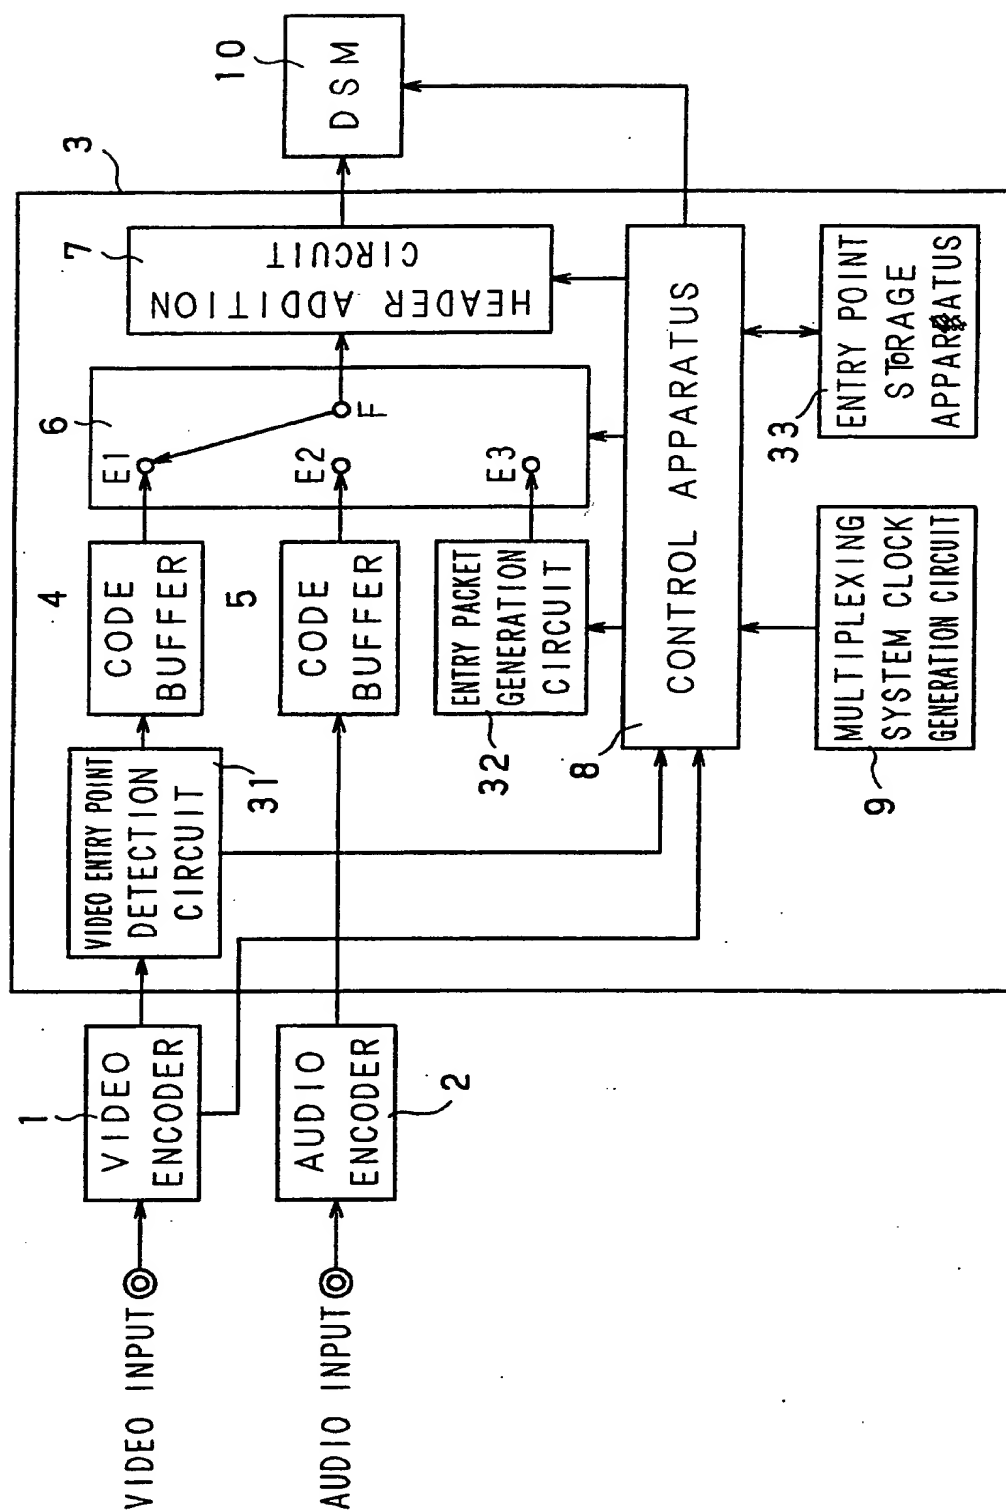 VIDEO INPUT
AUDIO INPUT
1
VIDEO
ENCODER
AUDIO
ENCODER
2
3
VIDEO ENTRY POINT
DETECTION
CIRCUIT
31
4
CODE
BUFFER
5
CODE
BUFFER
ENTRY PACKET
GENERATION
CIRCUIT
32
6
E1
E2
E3
F
7
HEADER ADDITION
CIRCUIT
10
DSM
8
CONTROL APPARATUS
9
MULTIPLEXING
SYSTEM CLOCK
GENERATION CIRCUIT
33
ENTRY POINT
STORAGE
APPARATUS